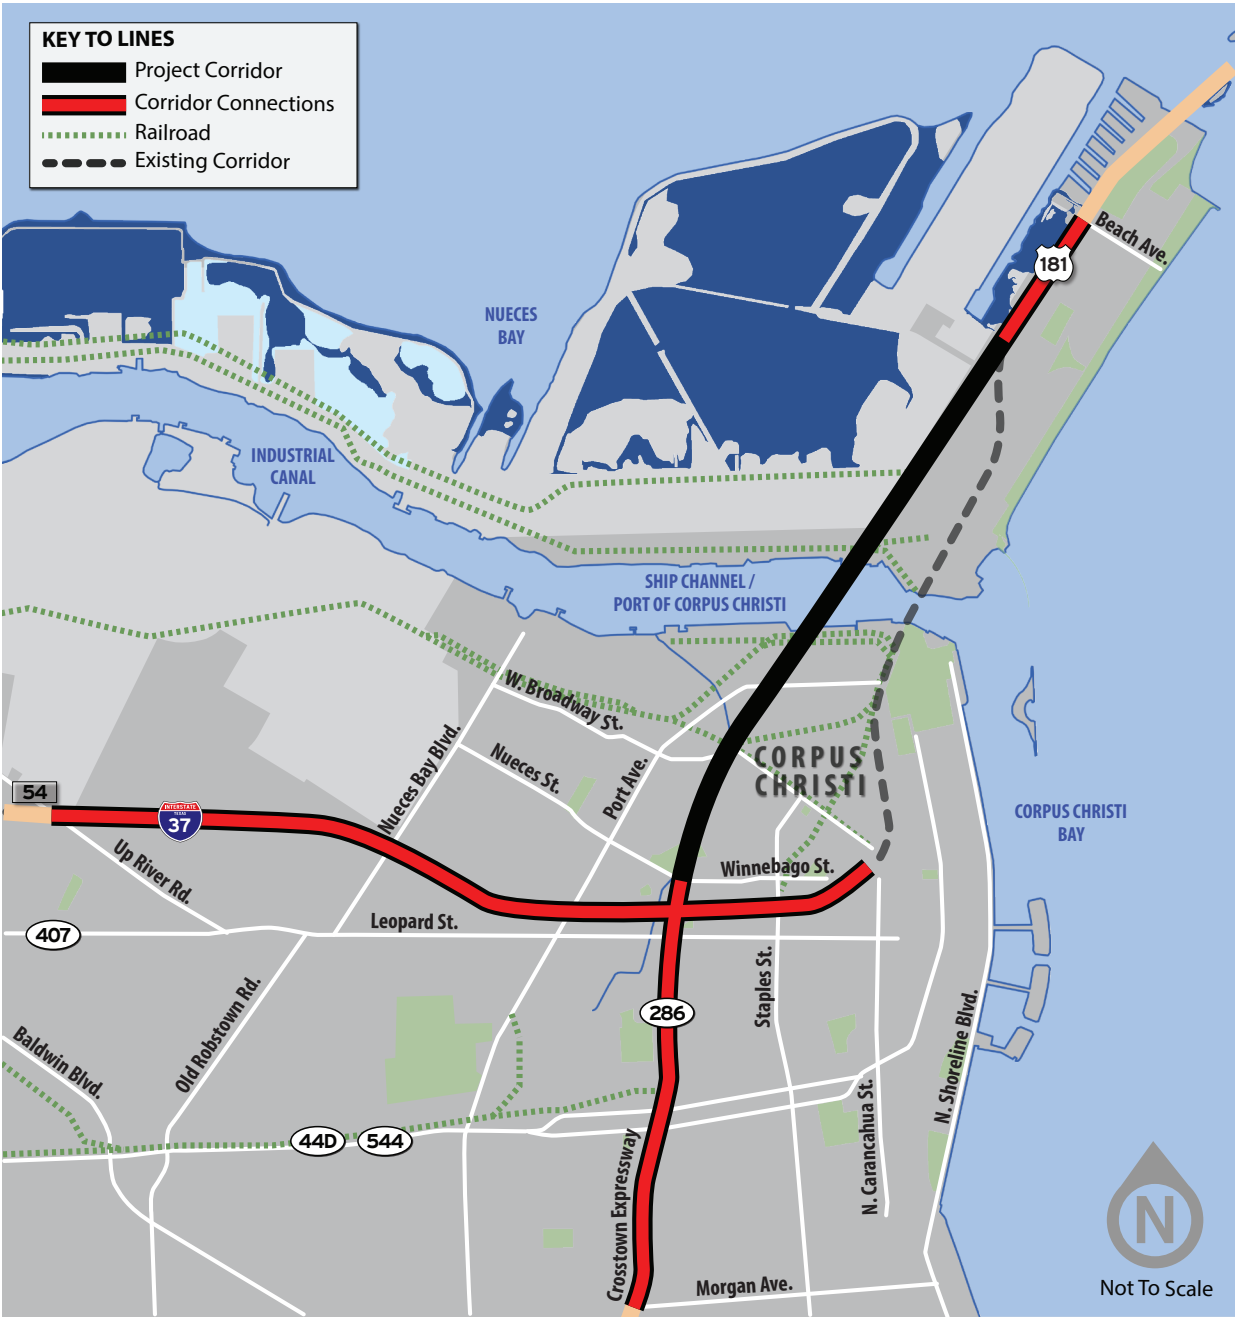 KEY TO LINES
Project Corridor
Corridor Connections
Railroad
Existing Corridor
Beach Ave.
181
NUECES
BAY
INDUSTRIAL
CANAL
SHIP CHANNEL /
PORT OF CORPUS CHRISTI
W. Broadway St.
Nueces Bay Blvd.
Nueces St.
Port Ave.
CORPUS
CHRISTI
54
INTERSTATE
TEXAS
37
CORPUS CHRISTI
BAY
Up River Rd.
Winnebago St.
Leopard St.
407
286
Staples St.
Old Robstown Rd.
Baldwin Blvd.
N. Shoreline Blvd.
44D
544
N. Carancahua St.
Crosstown Expressway
Morgan Ave.
N
Not To Scale